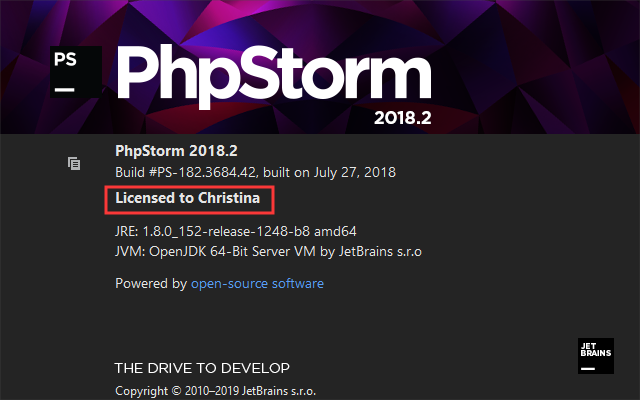 PS
PhpStorm
2018.2
PhpStorm 2018.2
Build #PS-182.3684.42, built on July 27, 2018
Licensed to Christina
JRE: 1.8.0_152-release-1248-b8 amd64
JVM: OpenJDK 64-Bit Server VM by JetBrains s.r.o
Powered by open-source software
JET
BRAINS
THE DRIVE TO DEVELOP
Copyright © 2010–2019 JetBrains s.r.o.